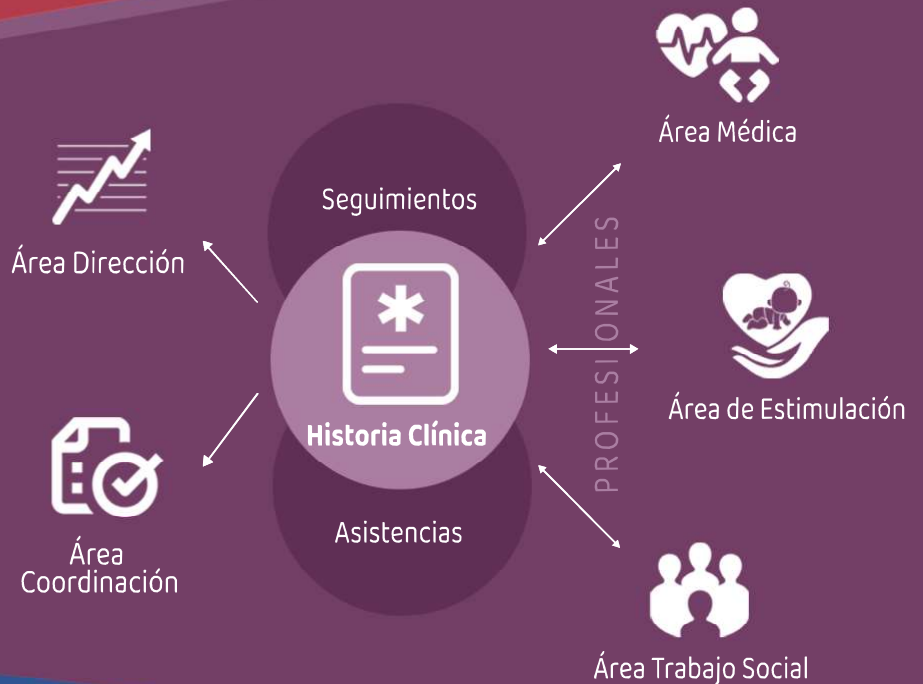 Área Médica
Seguimientos
Área Dirección
PROFESIONALES
Área de Estimulación
Historia Clínica
Asistencias
Área
Coordinación
Área Trabajo Social